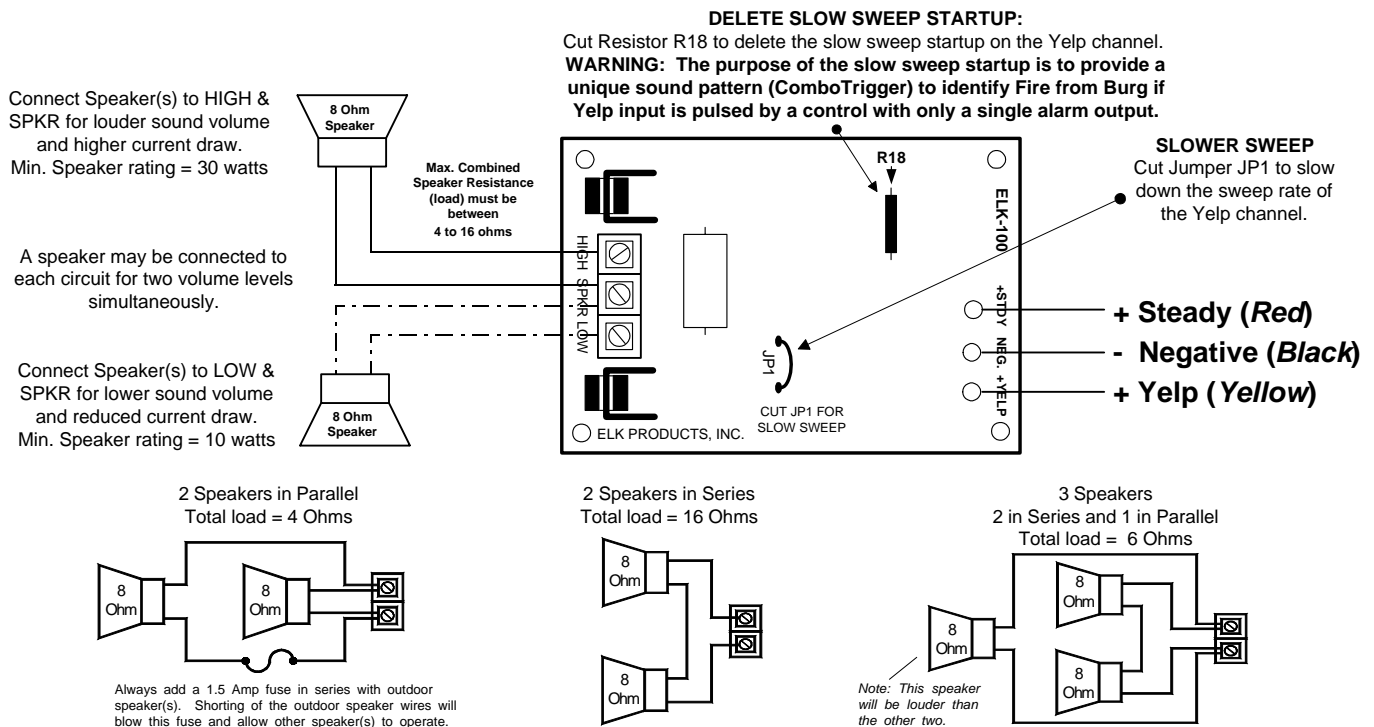 DELETE SLOW SWEEP STARTUP:
Cut Resistor R18 to delete the slow sweep startup on the Yelp channel.
WARNING: The purpose of the slow sweep startup is to provide a
unique sound pattern (ComboTrigger) to identify Fire from Burg if
Yelp input is pulsed by a control with only a single alarm output.
Connect Speaker(s) to HIGH &
SPKR for louder sound volume
and higher current draw.
Min. Speaker rating = 30 watts
8 Ohm
Speaker
Max. Combined
Speaker Resistance
(load) must be
between
4 to 16 ohms
SLOWER SWEEP
Cut Jumper JP1 to slow
down the sweep rate of
the Yelp channel.
A speaker may be connected to
each circuit for two volume levels
simultaneously.
Connect Speaker(s) to LOW &
SPKR for lower sound volume
and reduced current draw.
Min. Speaker rating = 10 watts
8 Ohm
Speaker
HIGH SPKR LOW
R18
ELK-100
+STDY NEG. +YELP
JP1
CUT JP1 FOR
SLOW SWEEP
ELK PRODUCTS, INC.
+ Steady (Red)
- Negative (Black)
+ Yelp (Yellow)
2 Speakers in Parallel
Total load = 4 Ohms
8
Ohm
8
Ohm
Always add a 1.5 Amp fuse in series with outdoor
speaker(s). Shorting of the outdoor speaker wires will
blow this fuse and allow other speaker(s) to operate.
2 Speakers in Series
Total load = 16 Ohms
8
Ohm
8
Ohm
3 Speakers
2 in Series and 1 in Parallel
Total load = 6 Ohms
8
Ohm
8
Ohm
8
Ohm
Note: This speaker
will be louder than
the other two.